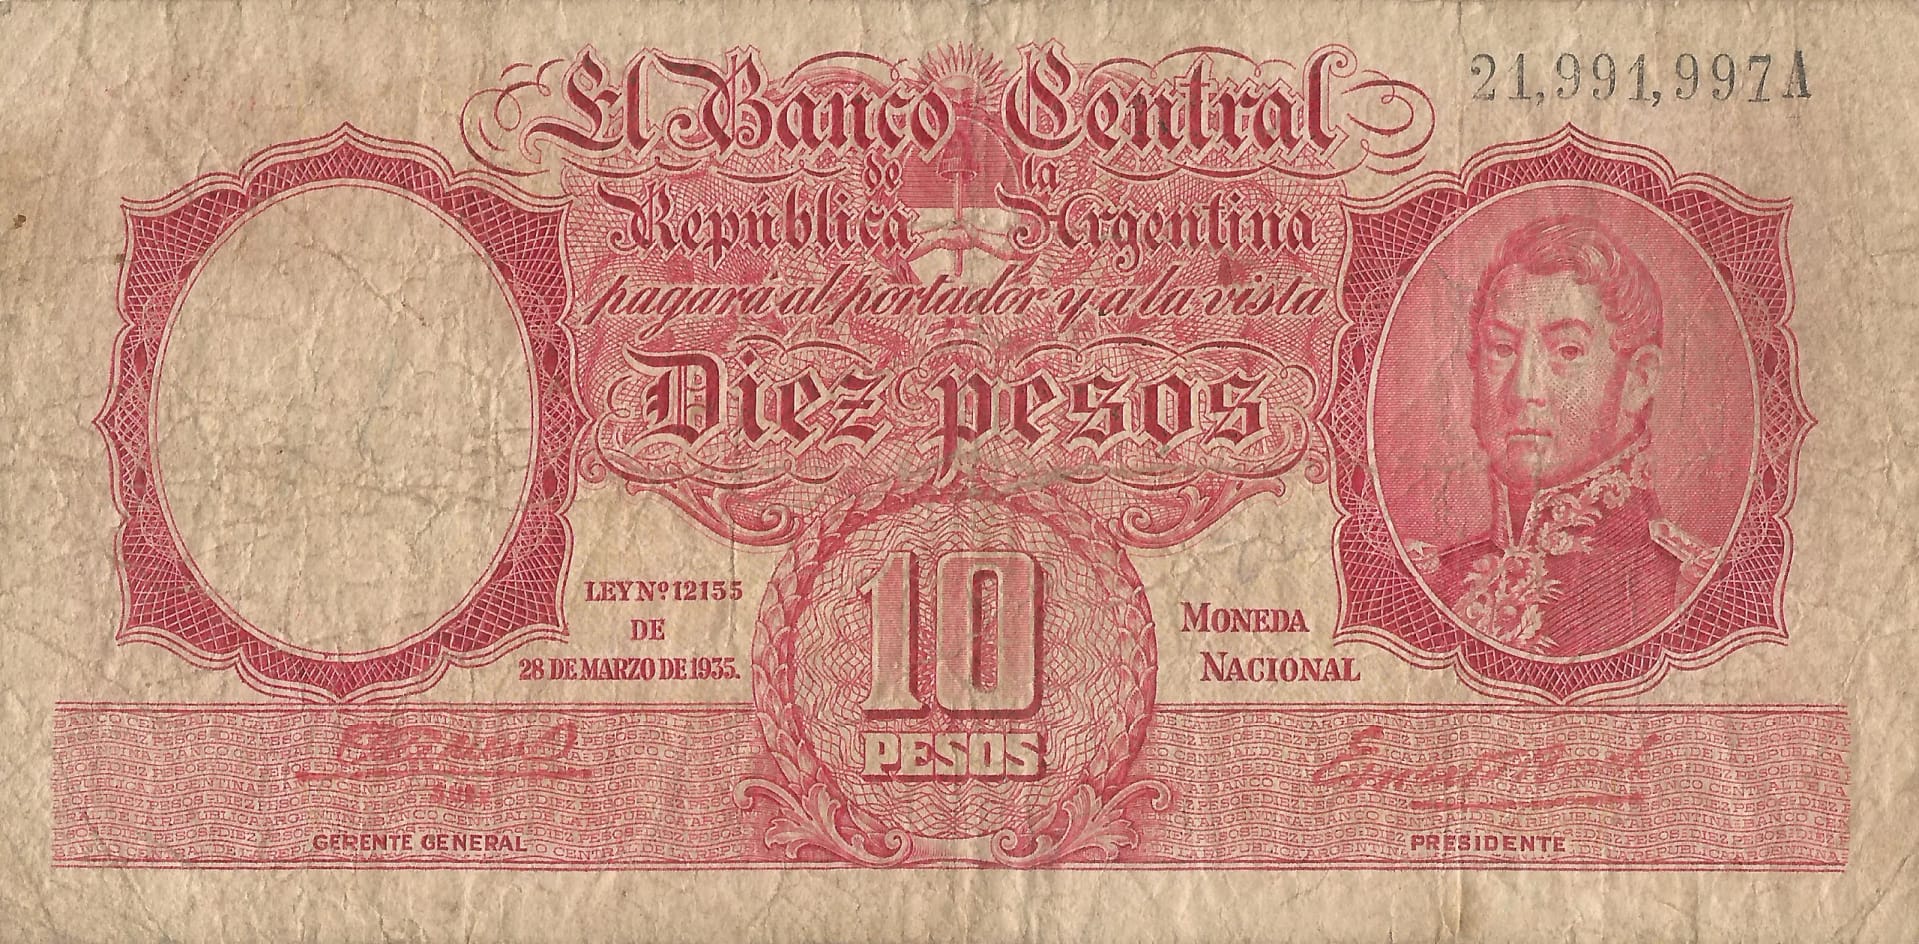 21,991,997A
El Banco Central
de la
República Argentina
pagará al portador y a la vista
Diez pesos
LEY Nº 12155
DE
28 DE MARZO DE 1935.
10
PESOS
MONEDA
NACIONAL
GERENTE GENERAL
PRESIDENTE